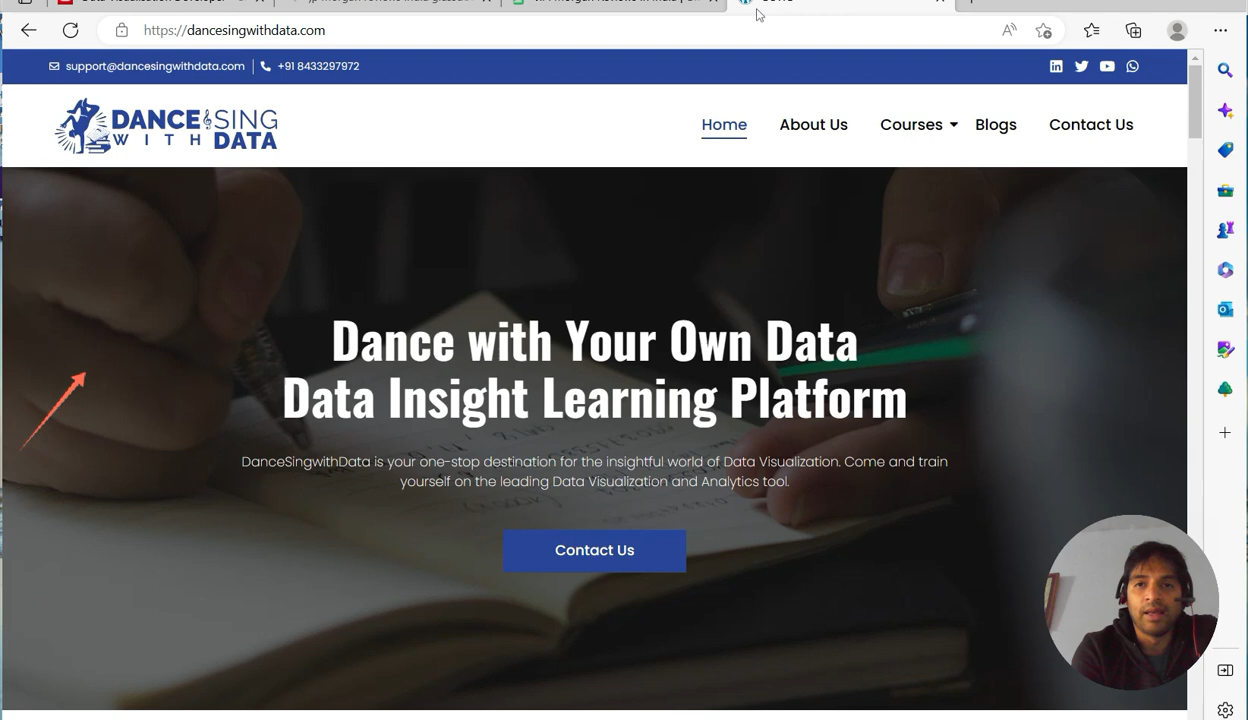 https://dancesingwithdata.com
support@dancesingwithdata.com
+91 8433297972
DANCE SING
WITH DATA
Home
About Us
Courses
Blogs
Contact Us
Dance with Your Own Data
Data Insight Learning Platform
DanceSingwithData is your one-stop destination for the insightful world of Data Visualization. Come and train
yourself on the leading Data Visualization and Analytics tool.
Contact Us